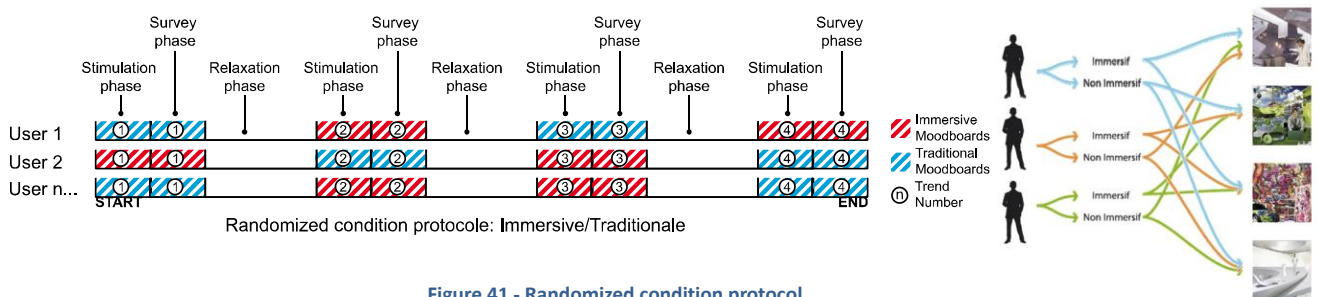 Survey phase
Survey phase
Survey phase
Survey phase
Stimulation phase
Relaxation phase
Stimulation phase
Relaxation phase
Stimulation phase
Relaxation phase
Stimulation phase
User 1
1 1 2 2 3 3 4 4
User 2
1 1 2 2 3 3 4 4
User n...
1 1 2 2 3 3 4 4
START
END
Randomized condition protocole: Immersive/Traditionale
Immersive
Moodboards
Traditional
Moodboards
n Trend
Number
Immersif
Non Immersif
Immersif
Non Immersif
Immersif
Non Immersif
Figure 41 - Randomized condition protocol